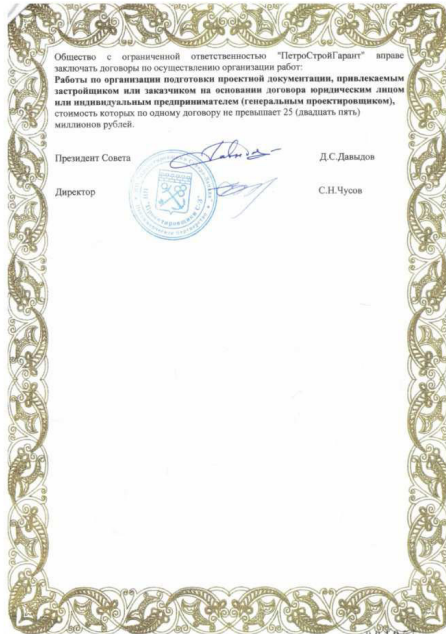 Общество с ограниченной ответственностью "ПетроСтройГарант" вправе
заключать договоры по осуществлению организации работ:
Работы по организации подготовки проектной документации, привлекаемым
застройщиком или заказчиком на основании договора юридическим лицом
или индивидуальным предпринимателем (генеральным проектировщиком),
стоимость которых по одному договору не превышает 25 (двадцать пять)
миллионов рублей.
Президент Совета Д.С.Давыдов
Директор С.Н.Чусов